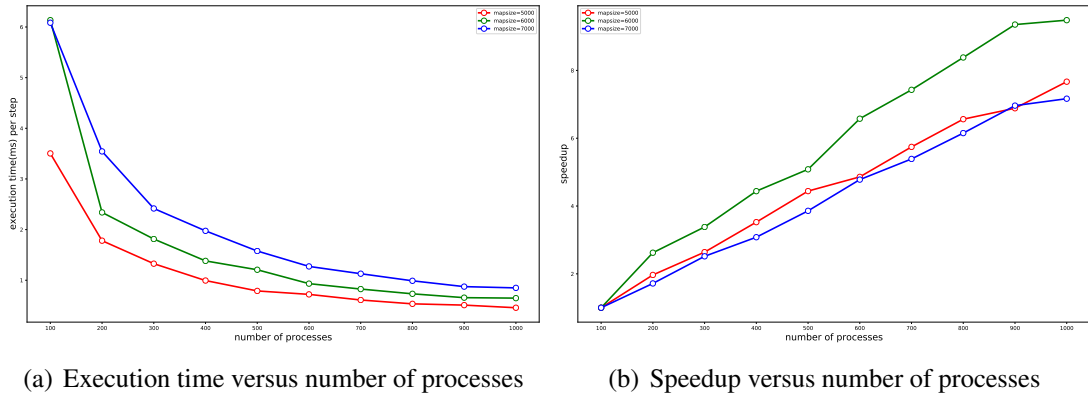 mapsize=5000
mapsize=6000
mapsize=7000
execution time(ms) per step
6
5
4
3
2
1
100 200 300 400 500 600 700 800 900 1000
number of processes
mapsize=5000
mapsize=6000
mapsize=7000
speedup
8
6
4
2
100 200 300 400 500 600 700 800 900 1000
number of processes
(a) Execution time versus number of processes
(b) Speedup versus number of processes